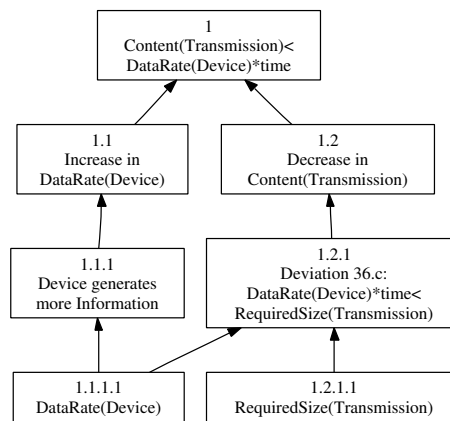 1
Content(Transmission)<
DataRate(Device)*time
1.1
Increase in
DataRate(Device)
1.2
Decrease in
Content(Transmission)
1.1.1
Device generates
more Information
1.2.1
Deviation 36.c:
DataRate(Device)*time<
RequiredSize(Transmission)
1.1.1.1
DataRate(Device)
1.2.1.1
RequiredSize(Transmission)